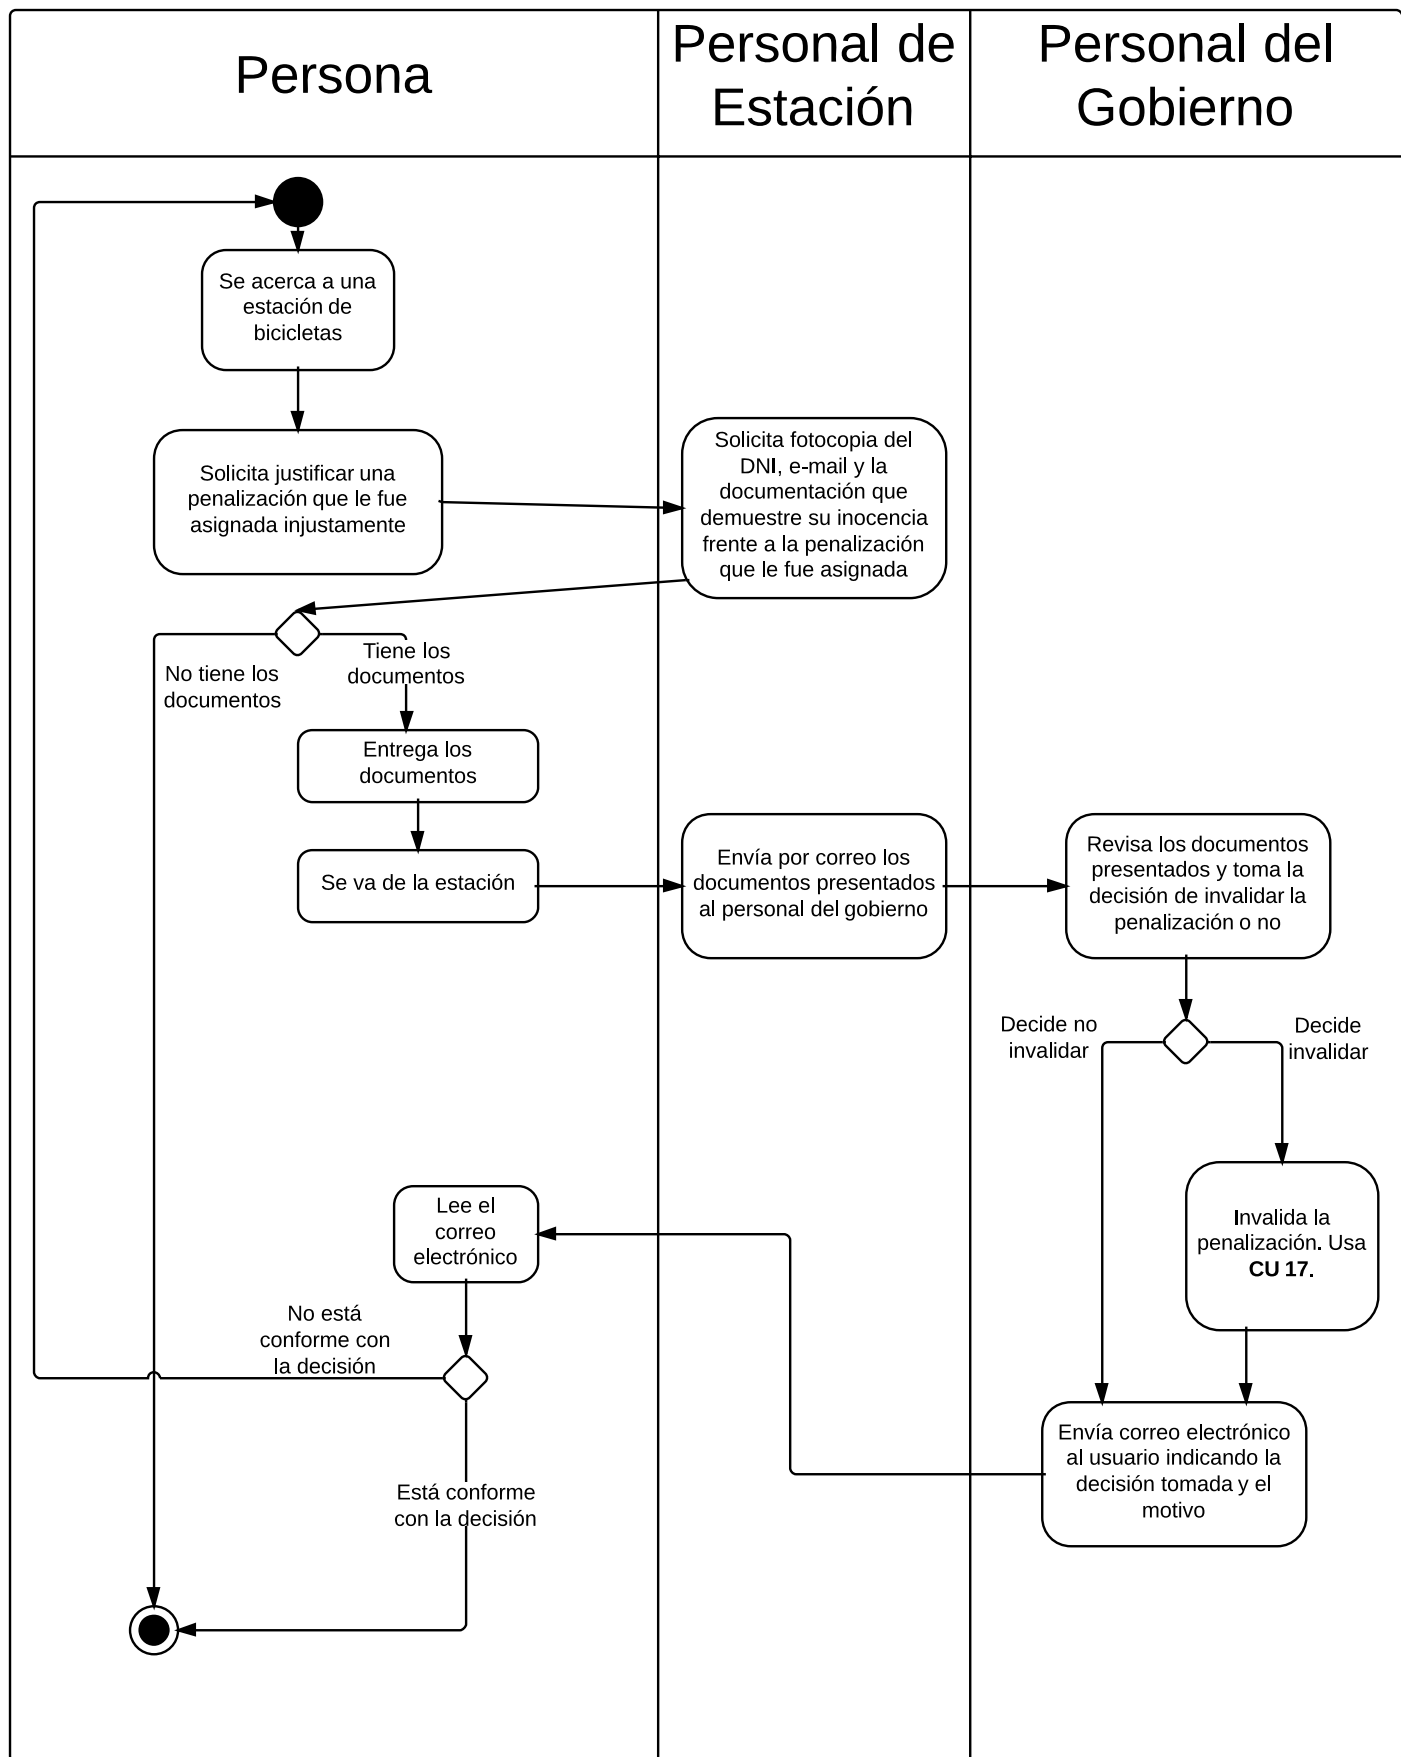 Persona
Personal de
Estación
Personal del
Gobierno
Se acerca a una
estación de
bicicletas
Solicita justificar una
penalización que le fue
asignada injustamente
Solicita fotocopia del
DNI, e-mail y la
documentación que
demuestre su inocencia
frente a la penalización
que le fue asignada
No tiene los
documentos
Tiene los
documentos
Entrega los
documentos
Se va de la estación
Envía por correo los
documentos presentados
al personal del gobierno
Revisa los documentos
presentados y toma la
decisión de invalidar la
penalización o no
Decide no
invalidar
Decide
invalidar
Invalida la
penalización. Usa
CU 17.
Envía correo electrónico
al usuario indicando la
decisión tomada y el
motivo
Lee el
correo
electrónico
No está
conforme con
la decisión
Está conforme
con la decisión